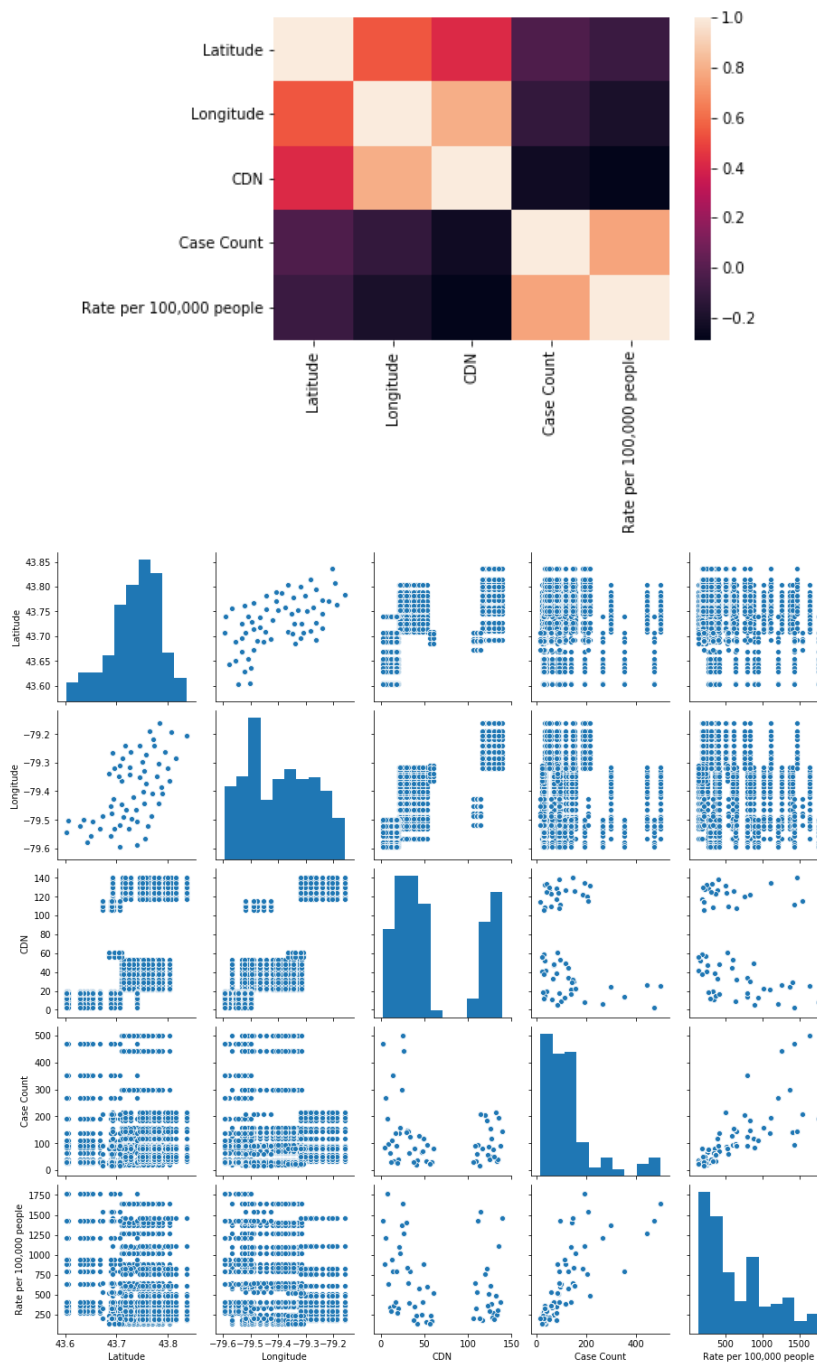 Latitude
Longitude
CDN
Case Count
Rate per 100,000 people
1.0
0.8
0.6
0.4
0.2
0.0
−0.2
Latitude
Longitude
CDN
Case Count
Rate per 100,000 people
Latitude
43.85
43.80
43.75
43.70
43.65
43.60
Longitude
−79.2
−79.3
−79.4
−79.5
−79.6
CDN
140
120
100
80
60
40
20
0
Case Count
500
400
300
200
100
0
Rate per 100,000 people
1750
1500
1250
1000
750
500
250
43.6 43.7 43.8
Latitude
−79.6 −79.5 −79.4 −79.3 −79.2
Longitude
0 50 100 150
CDN
0 200 400
Case Count
500 1000 1500
Rate per 100,000 people